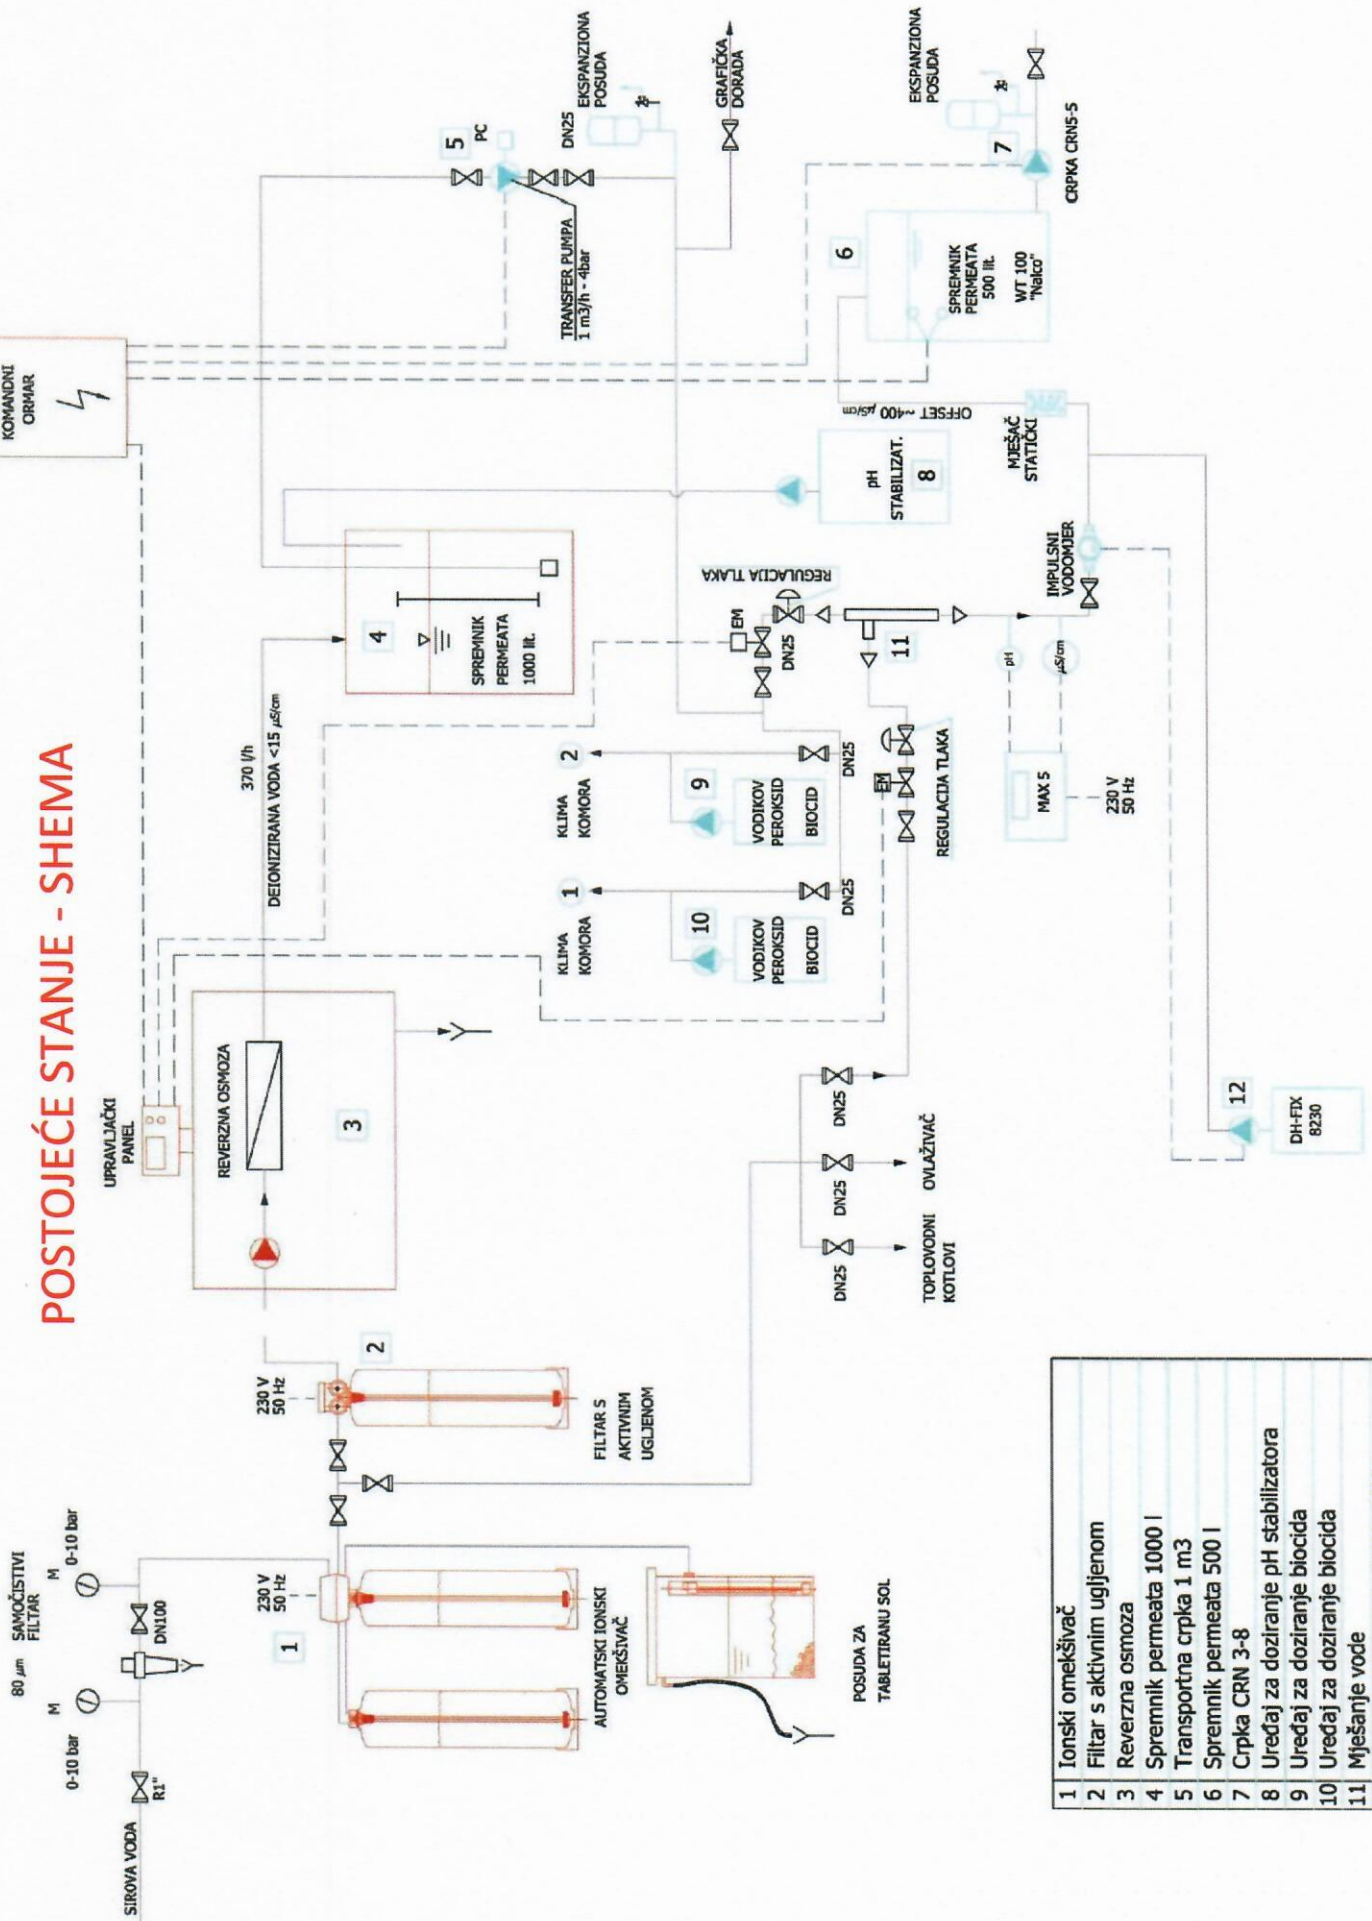 POSTOJEĆE STANJE - SHEMA
SIROVA VODA
R1"
0-10 bar
M
80 µm
SAMOČISTIVI
FILTAR
DN100
M
0-10 bar
1
230 V
50 Hz
AUTOMATSKI IONSKI
OMEKŠIVAČ
POSUDA ZA
TABLETIRANU SOL
2
230 V
50 Hz
FILTAR S
AKTIVNIM
UGLJENOM
UPRAVLJAČKI
PANEL
REVERZNA OSMOZA
3
370 l/h
DEIONIZIRANA VODA <15 µS/cm
4
SPREMNIK
PERMEATA
1000 lit.
KOMANDNI
ORMAR
5
PC
DN25
TRANSFER PUMPA
1 m3/h - 4bar
EKSPANZIONA
POSUDA
GRAFIČKA
DORADA
EKSPANZIONA
POSUDA
7
CRPKA CRN5-5
6
SPREMNIK
PERMEATA
500 lit.
WT 100
"Nalco"
OFFSET ~400 µS/cm
MJEŠAČ
STATIČKI
pH
STABILIZAT.
8
IMPULSNI
VODOMJER
REGULACIJA TLAKA
EM
DN25
11
pH
µS/cm
MAX 5
230 V
50 Hz
KLIMA
KOMORA
2
9
VODIKOV
PEROKSID
BIOCID
DN25
KLIMA
KOMORA
1
10
VODIKOV
PEROKSID
BIOCID
DN25
EM
REGULACIJA TLAKA
DN25
DN25
DN25
TOPLOVODNI
KOTLOVI
OVLAŽIVAČ
12
DH-FIX
8230
1 Ionski omekšivač
2 Filtar s aktivnim ugljenom
3 Reverzna osmoza
4 Spremnik permeata 1000 l
5 Transportna crpka 1 m3
6 Spremnik permeata 500 l
7 Crpka CRN 3-8
8 Uređaj za doziranje pH stabilizatora
9 Uređaj za doziranje biocida
10 Uređaj za doziranje biocida
11 Mješanje vode